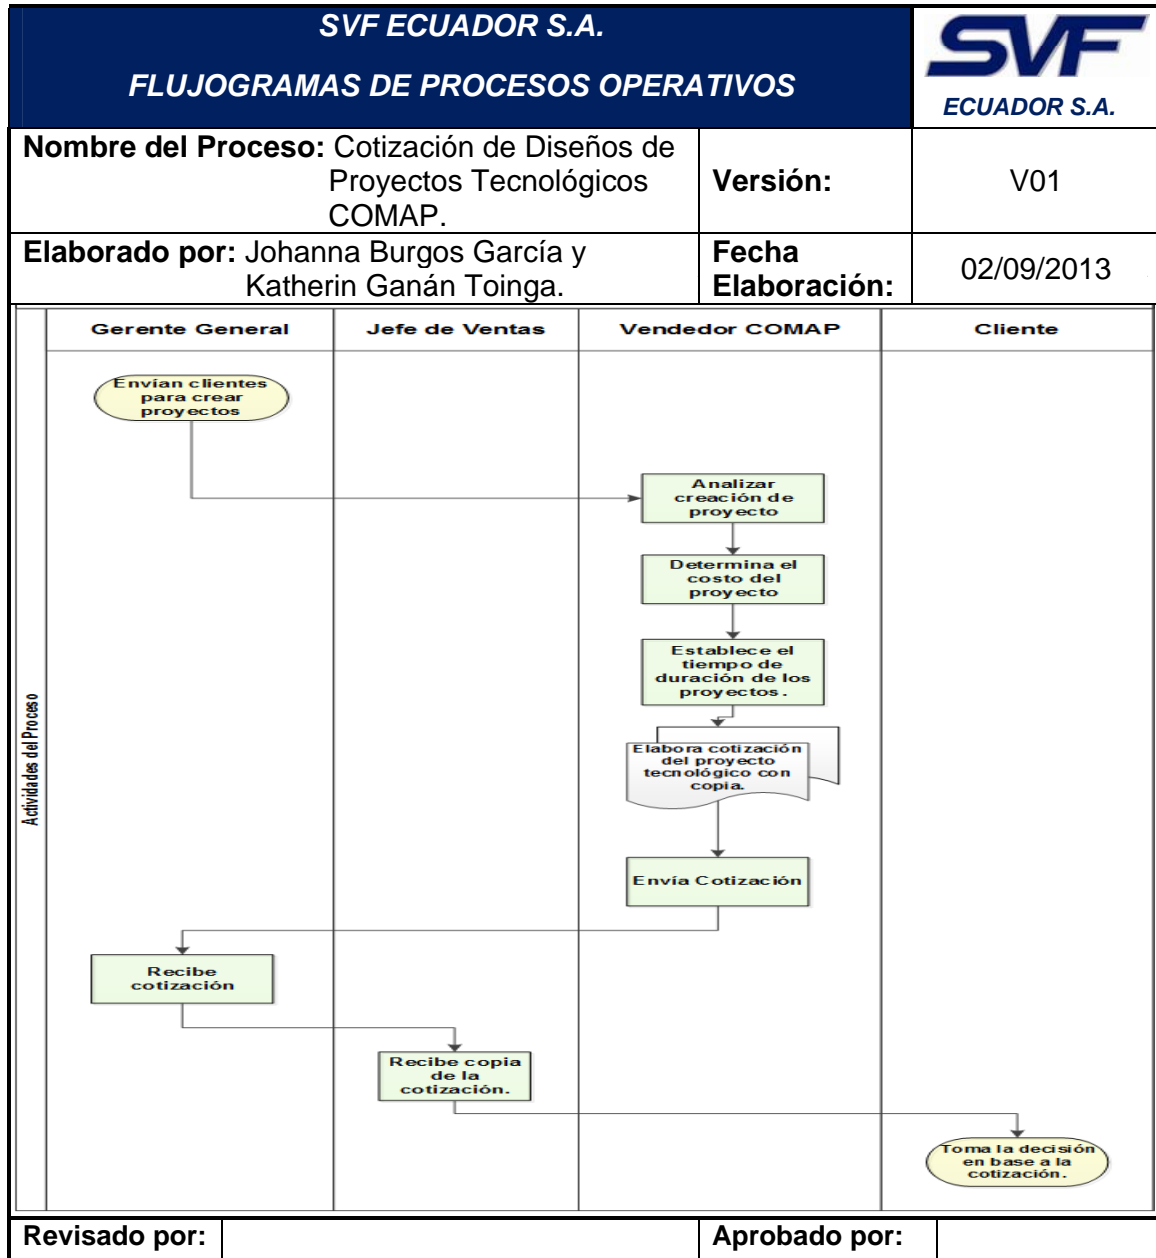 SVF ECUADOR S.A.
FLUJOGRAMAS DE PROCESOS OPERATIVOS
SVF
ECUADOR S.A.
Nombre del Proceso: Cotización de Diseños de
Proyectos Tecnológicos
COMAP.
Versión:
V01
Elaborado por: Johanna Burgos García y
Katherin Ganán Toinga.
Fecha
Elaboración:
02/09/2013
Gerente General
Jefe de Ventas
Vendedor COMAP
Cliente
Actividades del Proceso
Envían clientes
para crear
proyectos
Analizar
creación de
proyecto
Determina el
costo del
proyecto
Establece el
tiempo de
duración de los
proyectos.
Elabora cotización
del proyecto
tecnológico con
copia.
Envía Cotización
Recibe
cotización
Recibe copia
de la
cotización.
Toma la decisión
en base a la
cotización.
Revisado por:
Aprobado por: